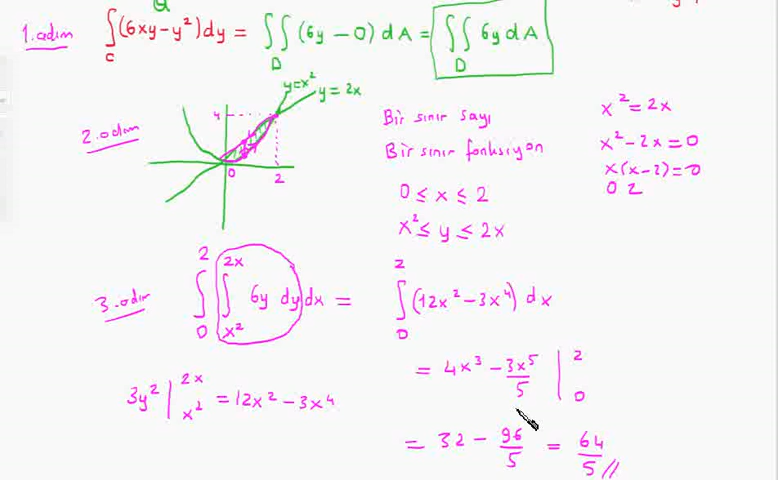 Q
1.adım ∫_C (6xy-y²)dy = ∬_D (6y-0)dA = ∬_D 6y dA
y=x² y=2x
4
0
2
2.adım
Bir sınır sayı
Bir sınır fonksiyon
0 ≤ x ≤ 2
x² ≤ y ≤ 2x
x²=2x
x²-2x=0
x(x-2)=0
0 2
3.adım ∫_0^2 ∫_{x²}^{2x} 6y dy dx = ∫_0^2 (12x²-3x⁴) dx
3y² |_{x²}^{2x} = 12x²-3x⁴
= 4x³ - 3x⁵/5 |_0^2
= 32 - 96/5 = 64/5 //